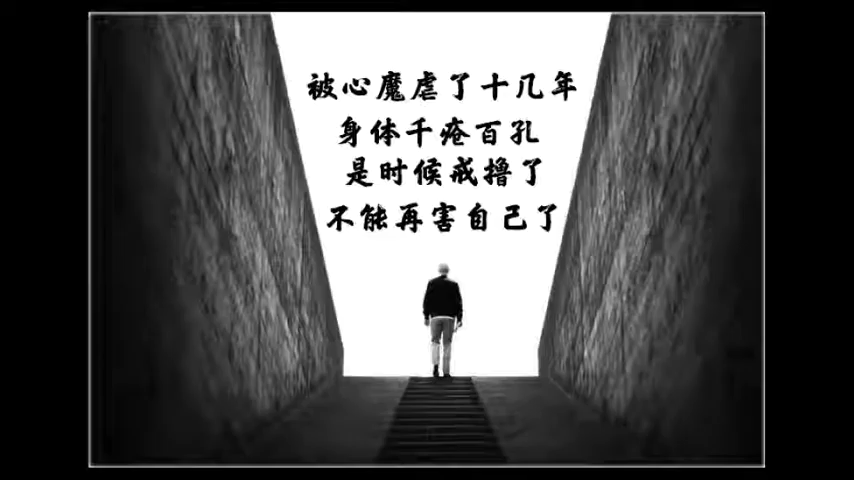 被心魔虐了十几年
身体千疮百孔
是时候戒撸了
不能再害自己了